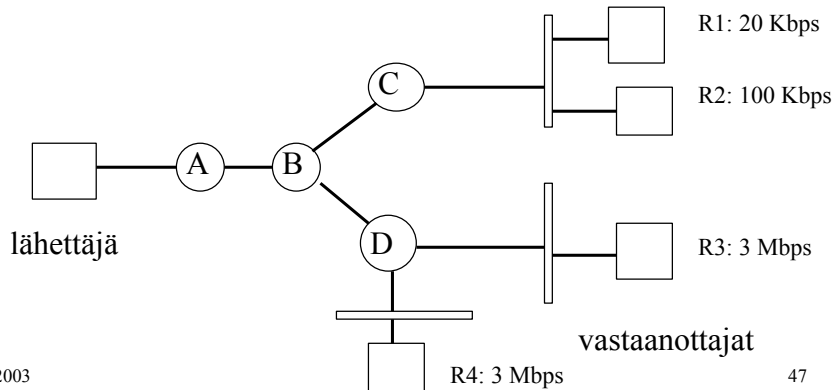 R1: 20 Kbps
C
R2: 100 Kbps
A
B
lähettäjä
D
R3: 3 Mbps
vastaanottajat
R4: 3 Mbps
2003
47